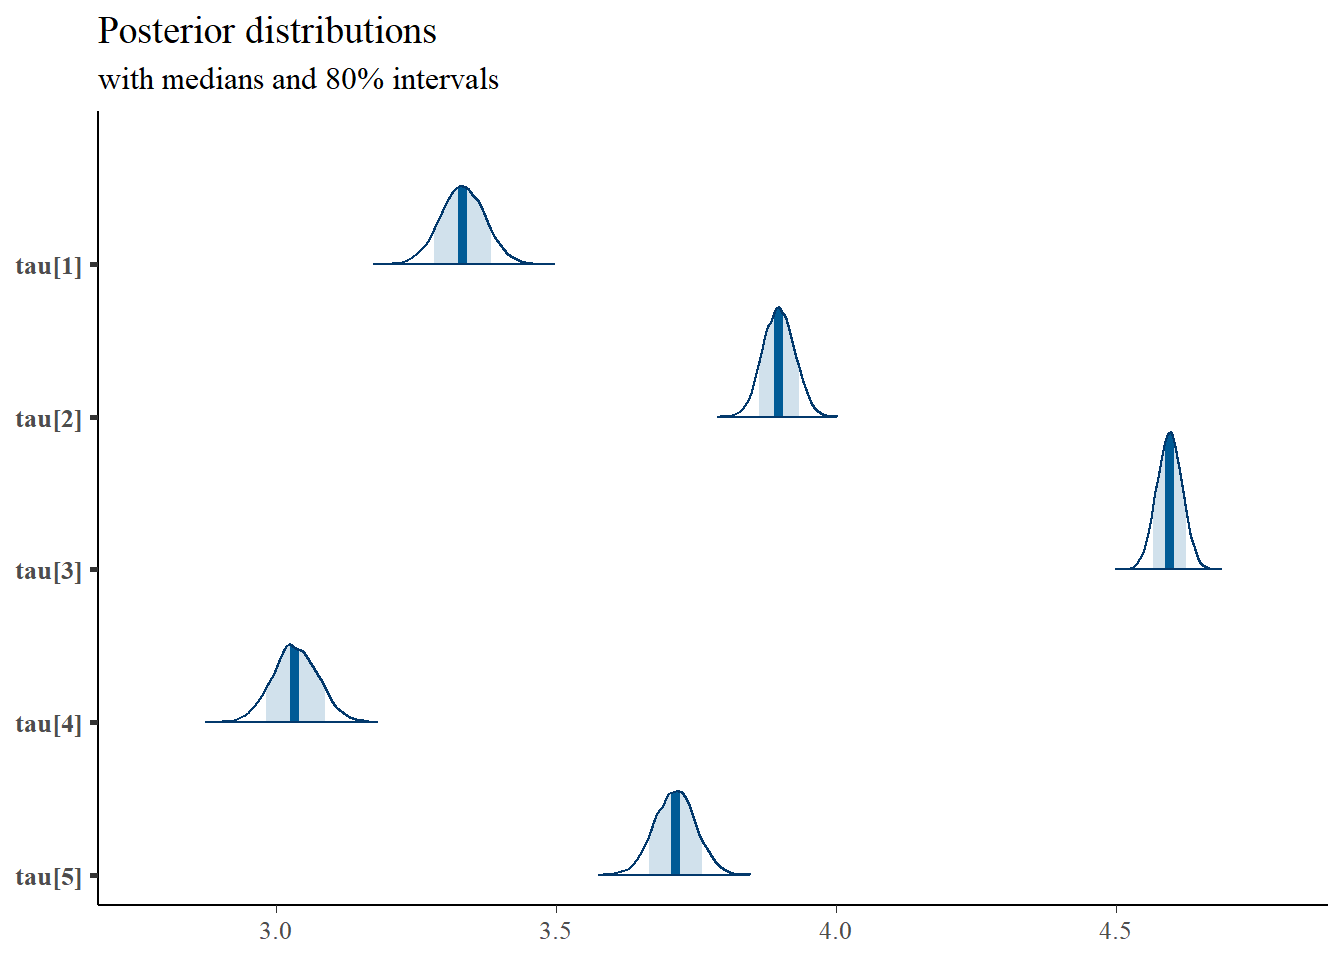 Posterior distributions
with medians and 80% intervals
tau[1]
tau[2]
tau[3]
tau[4]
tau[5]
3.0 3.5 4.0 4.5